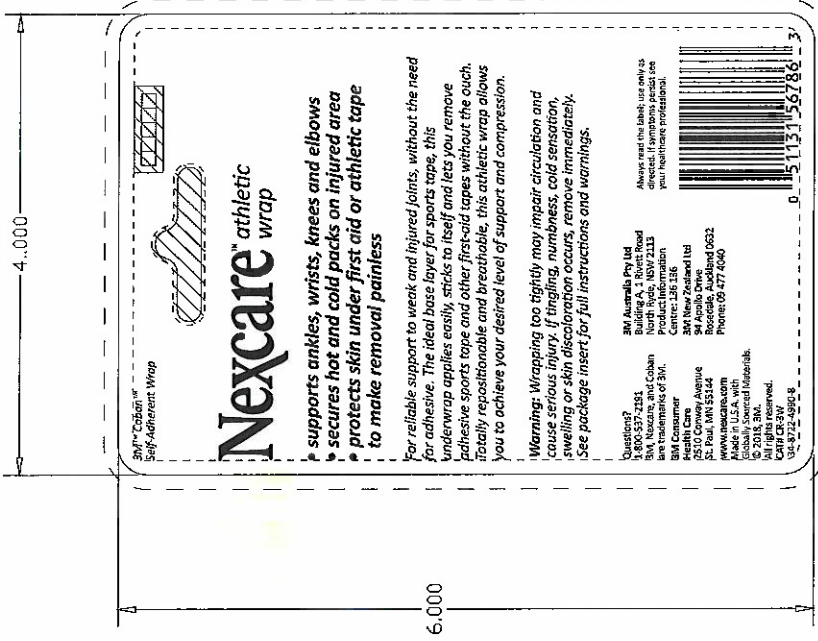 4.000
6.000
3M™ Coban™
Self-Adherent Wrap
Nexcare™ athletic
wrap
• supports ankles, wrists, knees and elbows
• secures hot and cold packs on injured area
• protects skin under first aid or athletic tape
to make removal painless
For reliable support to weak and injured joints, without the need
for adhesive. The ideal base layer for sports tape, this
underwrap applies easily, sticks to itself and lets you remove
adhesive sports tape and other first-aid tapes without the ouch.
Totally repositionable and breathable, this athletic wrap allows
you to achieve your desired level of support and compression.
Warning: Wrapping too tightly may impair circulation and
cause serious injury. If tingling, numbness, cold sensation,
swelling or skin discoloration occurs, remove immediately.
See package insert for full instructions and warnings.
Questions?
1-800-537-2191
3M, Nexcare, and Coban
are trademarks of 3M.
3M Consumer
Health Care
2510 Conway Avenue
St. Paul, MN 55144
www.nexcare.com
Made in U.S.A. with
Globally Sourced Materials.
© 2018, 3M.
All rights reserved.
CAT# CR-3W
34-8722-4990-8
3M Australia Pty Ltd
Building A, 1 Rivett Road
North Ryde, NSW 2113
Product Information
Centre: 136 136
3M New Zealand Ltd
94 Apollo Drive
Rosedale, Auckland 0632
Phone: 09 477 4040
Always read the label; use only as
directed. If symptoms persist see
your healthcare professional.
0 51131 56786 3